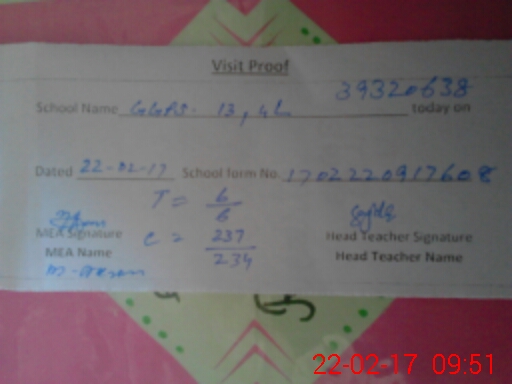 Visit Proof
39320638
School Name GGPS. 13, 4L today on
Dated 22-02-17 School form No. 1702220917608
T = 6/6
MEA Signature C = 237/234 Head Teacher Signature
MEA Name Head Teacher Name
22-02-17 09:51